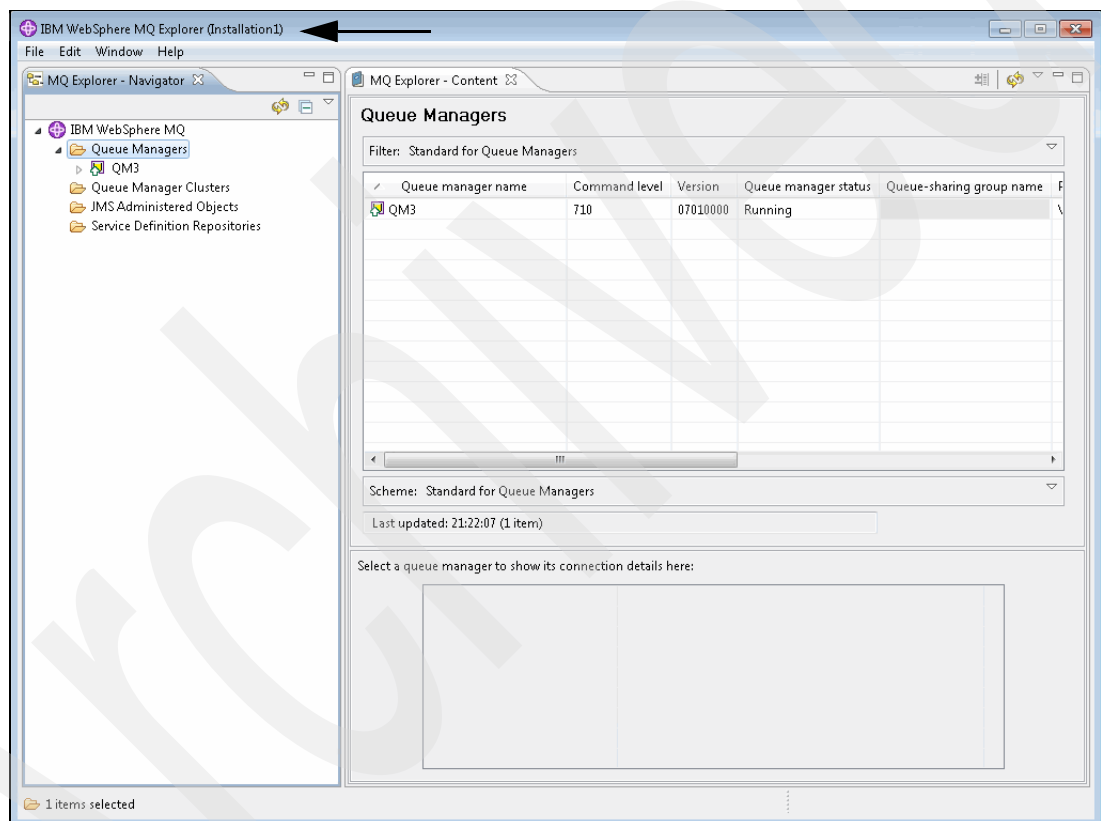 IBM WebSphere MQ Explorer (Installation1)
File Edit Window Help
MQ Explorer - Navigator
IBM WebSphere MQ
Queue Managers
QM3
Queue Manager Clusters
JMS Administered Objects
Service Definition Repositories
MQ Explorer - Content
Queue Managers
Filter: Standard for Queue Managers
Queue manager name Command level Version Queue manager status Queue-sharing group name
QM3 710 07010000 Running
Scheme: Standard for Queue Managers
Last updated: 21:22:07 (1 item)
Select a queue manager to show its connection details here:
1 items selected